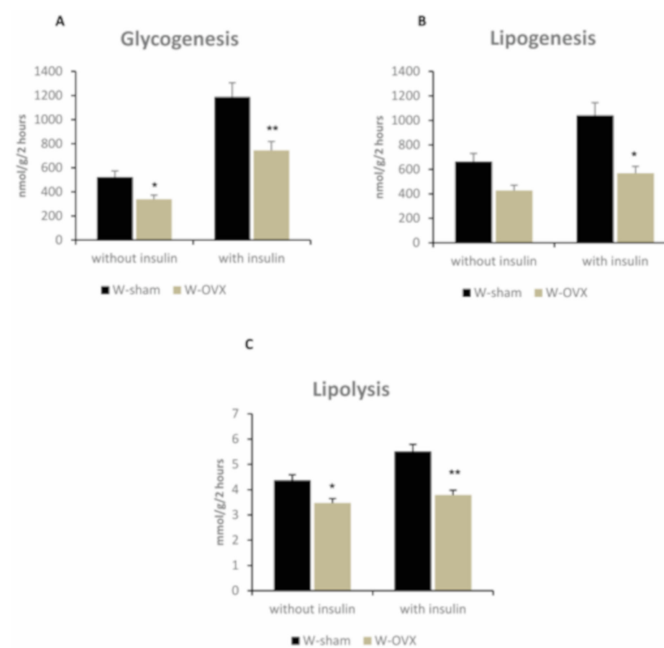 A
Glycogenesis
1400
1200
1000
800
600
400
200
0
nmol/g/2 hours
*
**
without insulin
with insulin
W-sham W-OVX
B
Lipogenesis
1400
1200
1000
800
600
400
200
0
nmol/g/2 hours
*
without insulin
with insulin
W-sham W-OVX
C
Lipolysis
7
6
5
4
3
2
1
0
mmol/g/2 hours
*
**
without insulin
with insulin
W-sham W-OVX